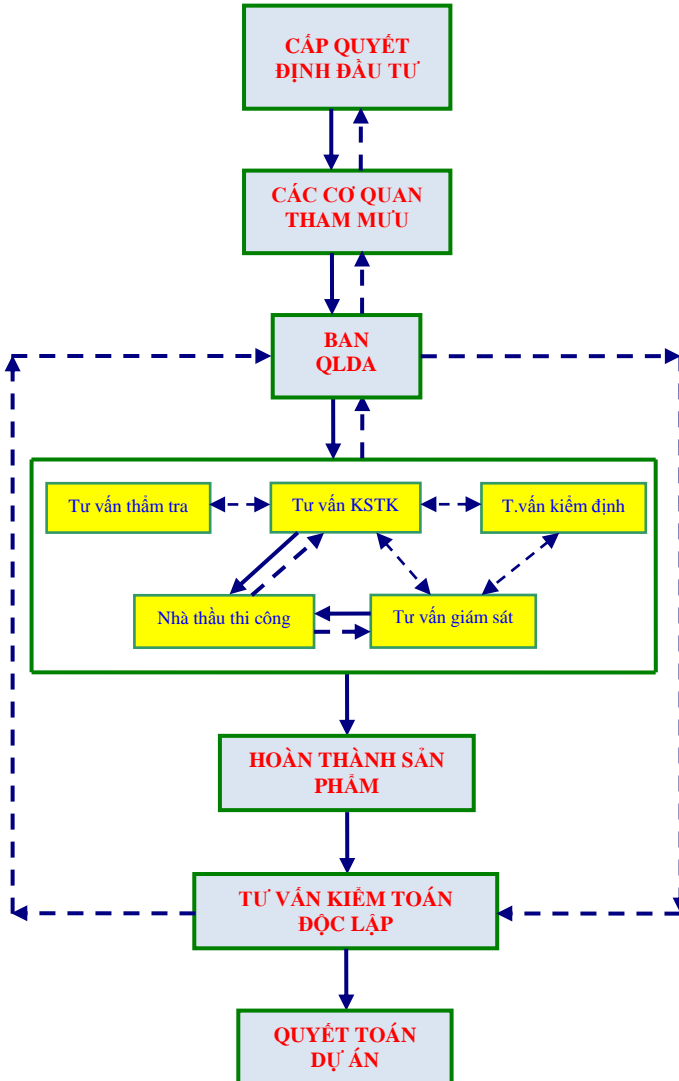 CẤP QUYẾT
ĐỊNH ĐẦU TƯ
CÁC CƠ QUAN
THAM MƯU
BAN
QLDA
Tư vấn thẩm tra
Tư vấn KSTK
T.vấn kiểm định
Nhà thầu thi công
Tư vấn giám sát
HOÀN THÀNH SẢN
PHẨM
TƯ VẤN KIỂM TOÁN
ĐỘC LẬP
QUYẾT TOÁN
DỰ ÁN